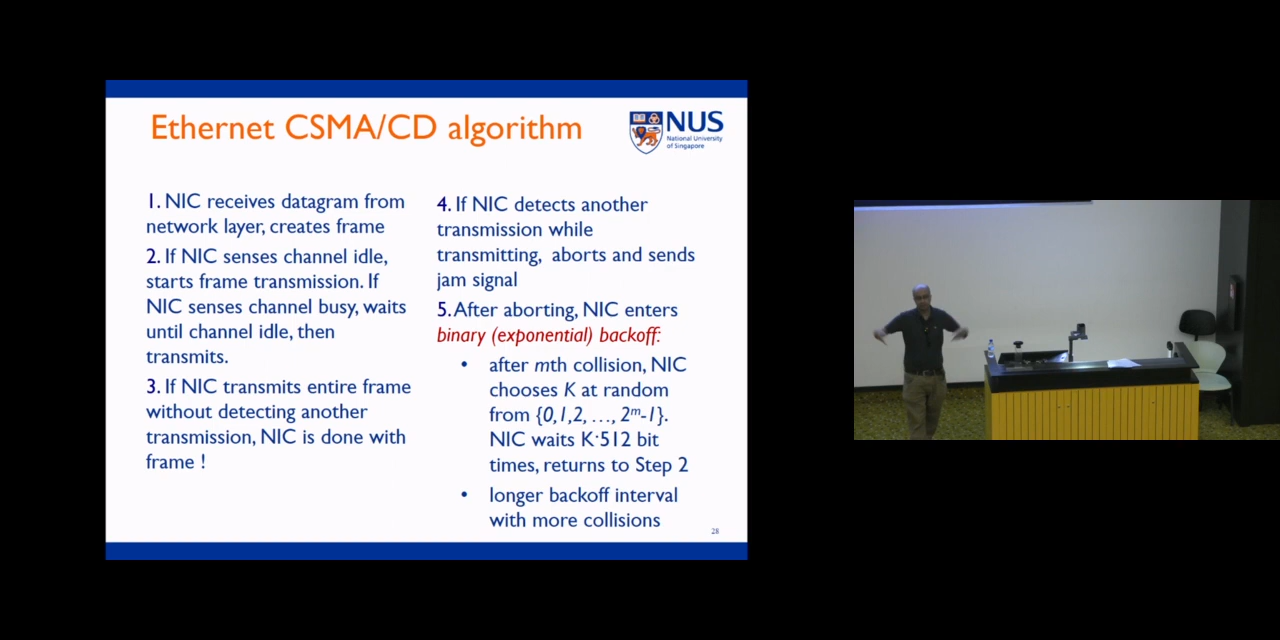 Ethernet CSMA/CD algorithm
NUS
National University
of Singapore
1. NIC receives datagram from
network layer, creates frame
2. If NIC senses channel idle,
starts frame transmission. If
NIC senses channel busy, waits
until channel idle, then
transmits.
3. If NIC transmits entire frame
without detecting another
transmission, NIC is done with
frame !
4. If NIC detects another
transmission while
transmitting, aborts and sends
jam signal
5. After aborting, NIC enters
binary (exponential) backoff:
• after mth collision, NIC
chooses K at random
from {0,1,2, …, 2ᵐ-1}.
NIC waits K·512 bit
times, returns to Step 2
• longer backoff interval
with more collisions
28